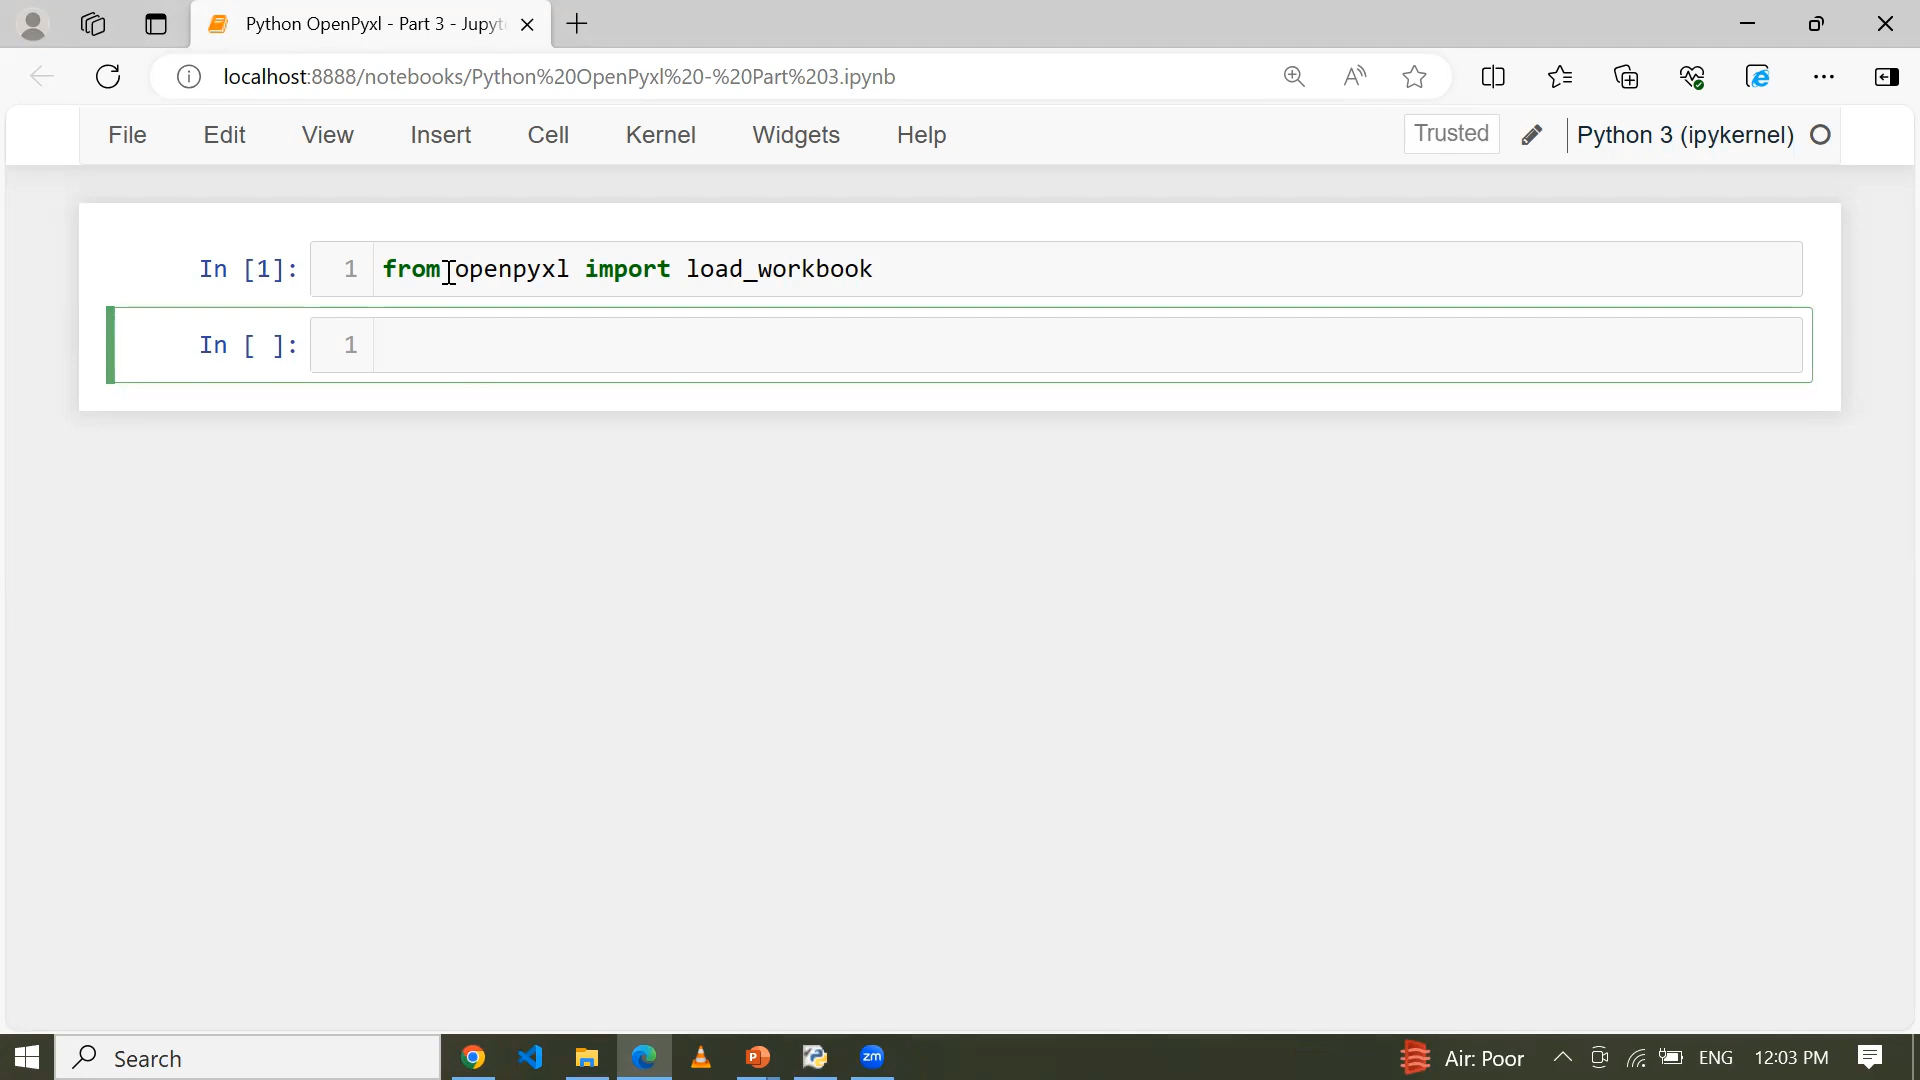 Python OpenPyxl - Part 3 - Jupyt
localhost:8888/notebooks/Python%20OpenPyxl%20-%20Part%203.ipynb
File Edit View Insert Cell Kernel Widgets Help Trusted Python 3 (ipykernel)
In [1]: 1 from openpyxl import load_workbook
In [ ]: 1
Search P zm Air: Poor ENG 12:03 PM